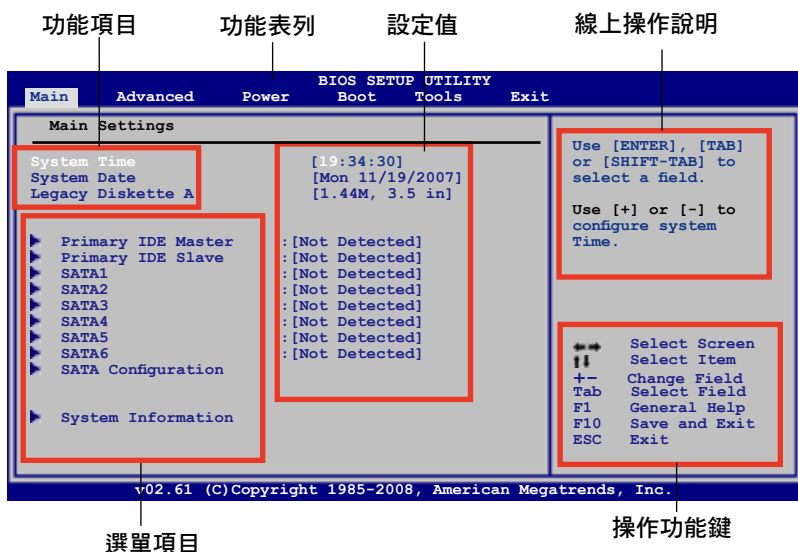 功能項目 功能表列 設定值 線上操作說明
BIOS SETUP UTILITY
Main Advanced Power Boot Tools Exit
Main Settings
System Time [19:34:30]
System Date [Mon 11/19/2007]
Legacy Diskette A [1.44M, 3.5 in]
Primary IDE Master :[Not Detected]
Primary IDE Slave :[Not Detected]
SATA1 :[Not Detected]
SATA2 :[Not Detected]
SATA3 :[Not Detected]
SATA4 :[Not Detected]
SATA5 :[Not Detected]
SATA6 :[Not Detected]
SATA Configuration
System Information
Use [ENTER], [TAB]
or [SHIFT-TAB] to
select a field.
Use [+] or [-] to
configure system
Time.
Select Screen
Select Item
+- Change Field
Tab Select Field
F1 General Help
F10 Save and Exit
ESC Exit
v02.61 (C)Copyright 1985-2008, American Megatrends, Inc.
選單項目 操作功能鍵